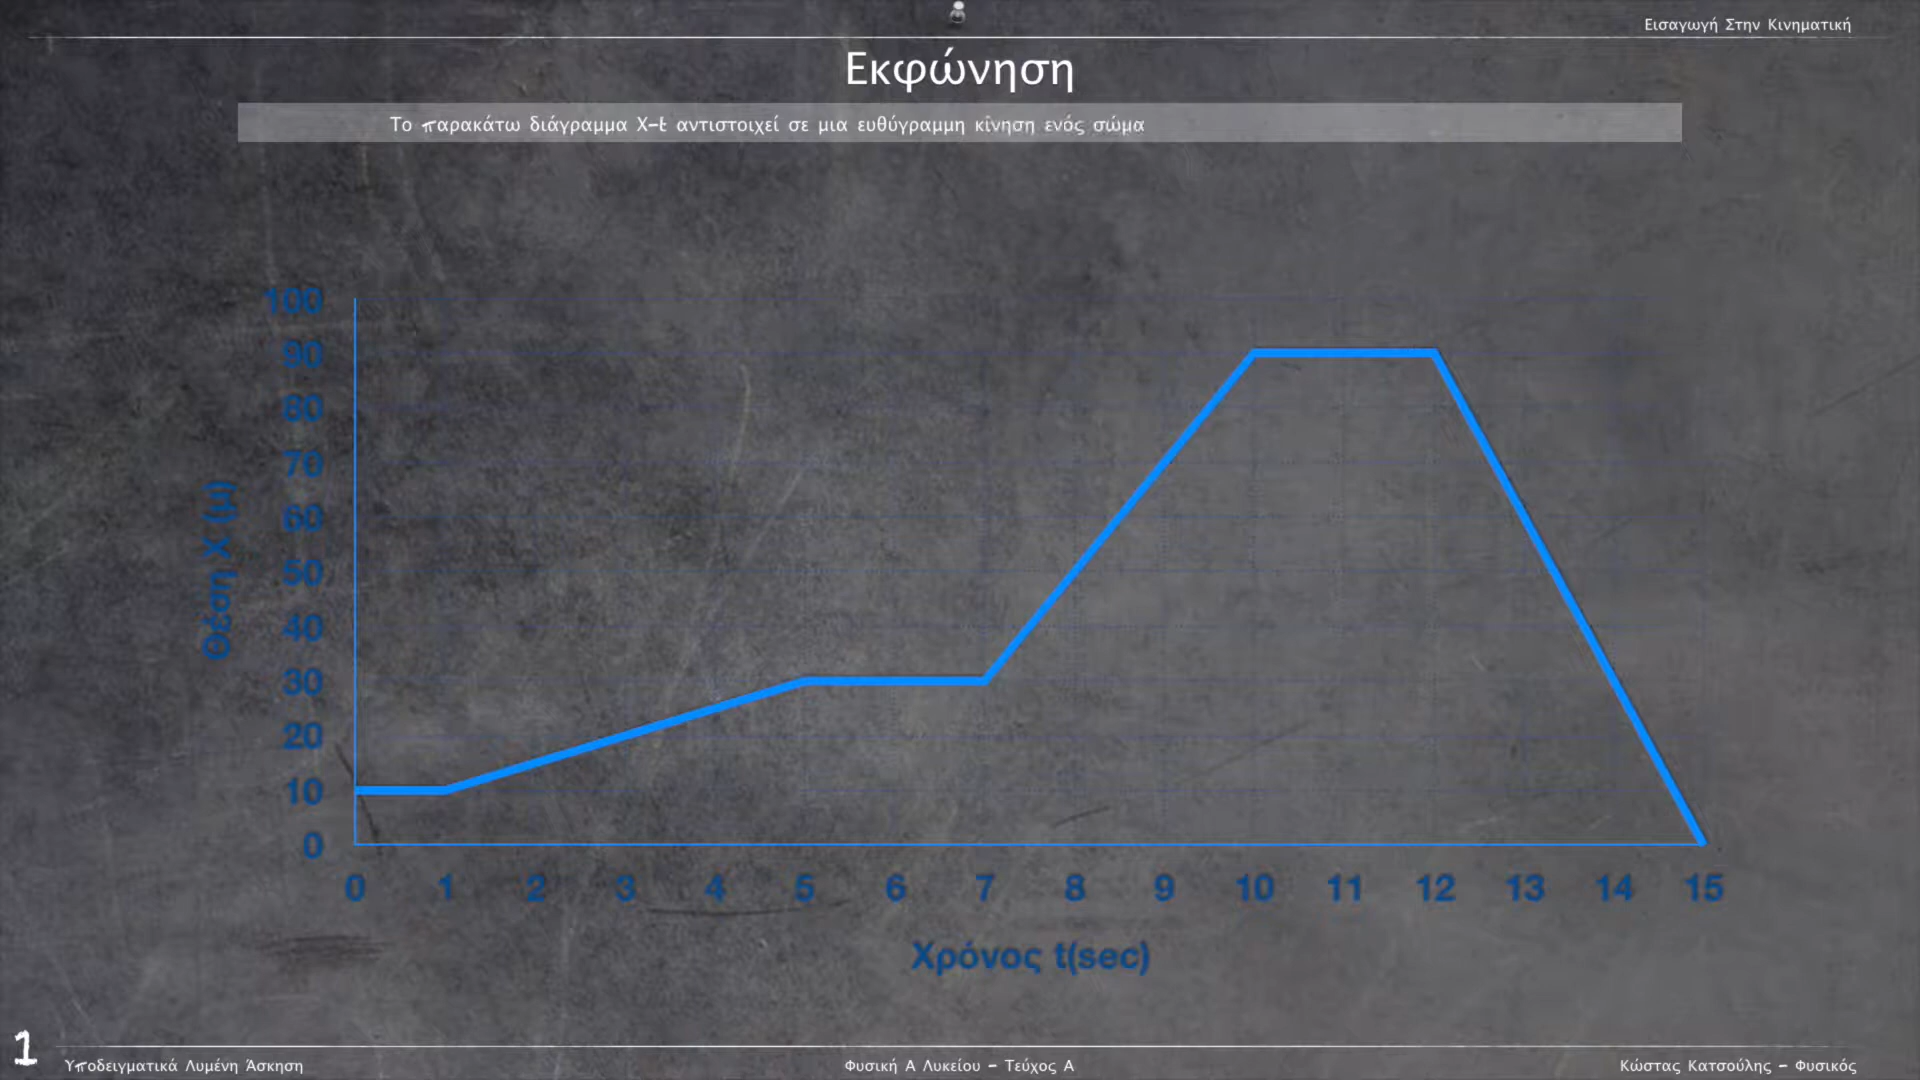 Εισαγωγή Στην Κινηματική
Εκφώνηση
Το παρακάτω διάγραμμα Χ-t αντιστοιχεί σε μια ευθύγραμμη κίνηση ενός σώμα
100
90
80
70
60
50
40
30
20
10
0
Θέση Χ (μ)
0 1 2 3 4 5 6 7 8 9 10 11 12 13 14 15
Χρόνος t(sec)
1
Υποδειγματικά Λυμένη Άσκηση
Φυσική Α Λυκείου - Τεύχος Α
Κώστας Κατσούλης - Φυσικός